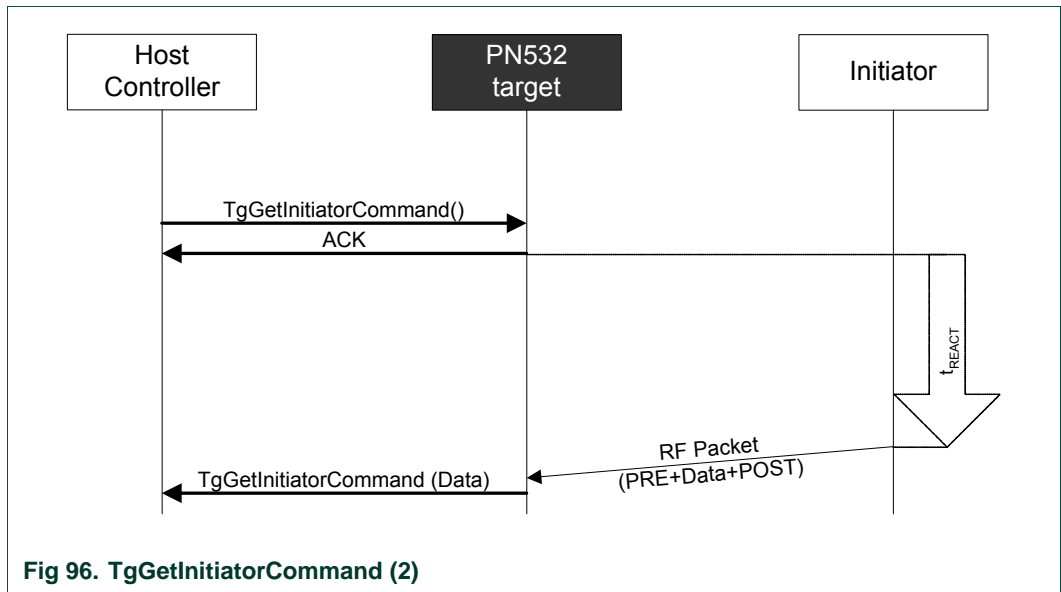 Host
Controller
PN532
target
Initiator
TgGetInitiatorCommand()
ACK
tREACT
RF Packet
(PRE+Data+POST)
TgGetInitiatorCommand (Data)
Fig 96. TgGetInitiatorCommand (2)